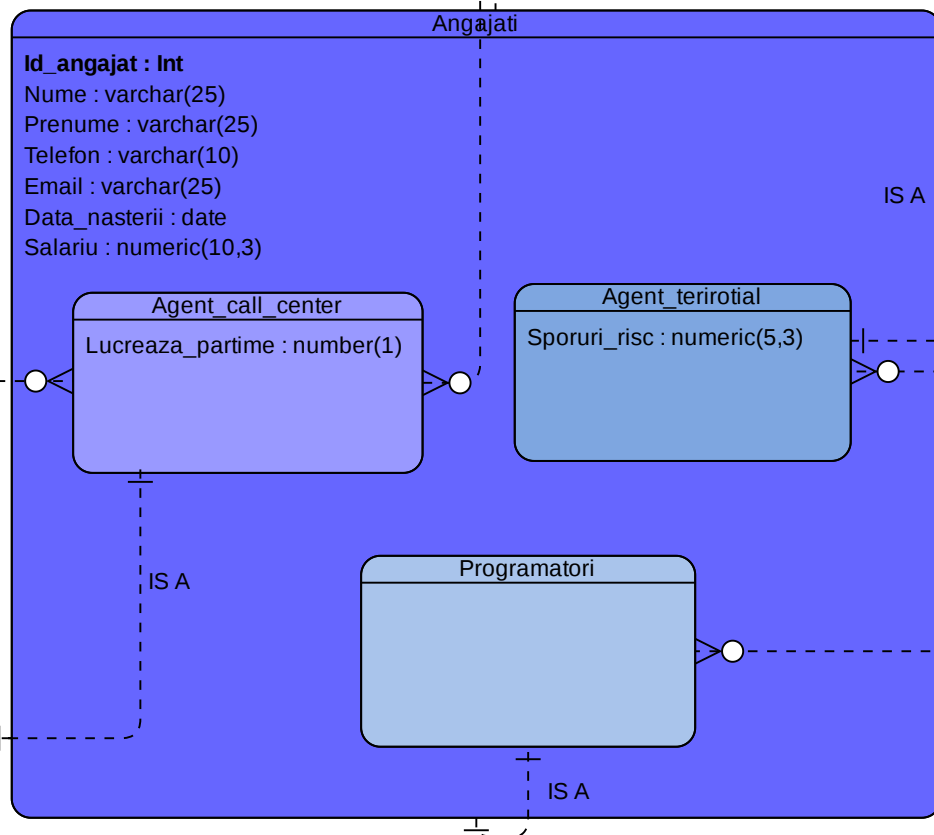 Angajati
Id_angajat : Int
Nume : varchar(25)
Prenume : varchar(25)
Telefon : varchar(10)
Email : varchar(25)
Data_nasterii : date
Salariu : numeric(10,3)
IS A
Agent_call_center
Lucreaza_partime : number(1)
Agent_terirotial
Sporuri_risc : numeric(5,3)
IS A
Programatori
IS A